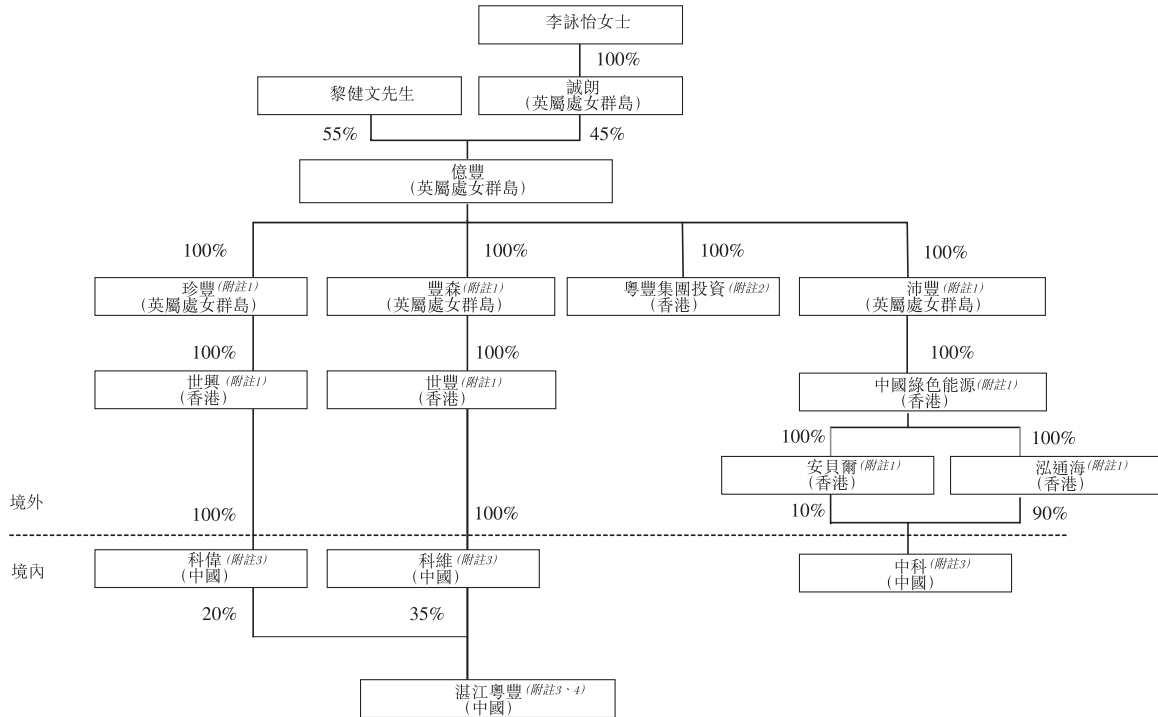 李詠怡女士
100%
黎健文先生
誠朗
(英屬處女群島)
55%
45%
億豐
(英屬處女群島)
100%
100%
100%
100%
珍豐(附註1)
(英屬處女群島)
豐森(附註1)
(英屬處女群島)
粵豐集團投資(附註2)
(香港)
沛豐(附註1)
(英屬處女群島)
100%
100%
100%
世興(附註1)
(香港)
世豐(附註1)
(香港)
中國綠色能源(附註1)
(香港)
100%
100%
安貝爾(附註1)
(香港)
泓通海(附註1)
(香港)
境外
100%
100%
10%
90%
境內
科偉(附註3)
(中國)
科維(附註3)
(中國)
中科(附註3)
(中國)
20%
35%
湛江粵豐(附註3、4)
(中國)